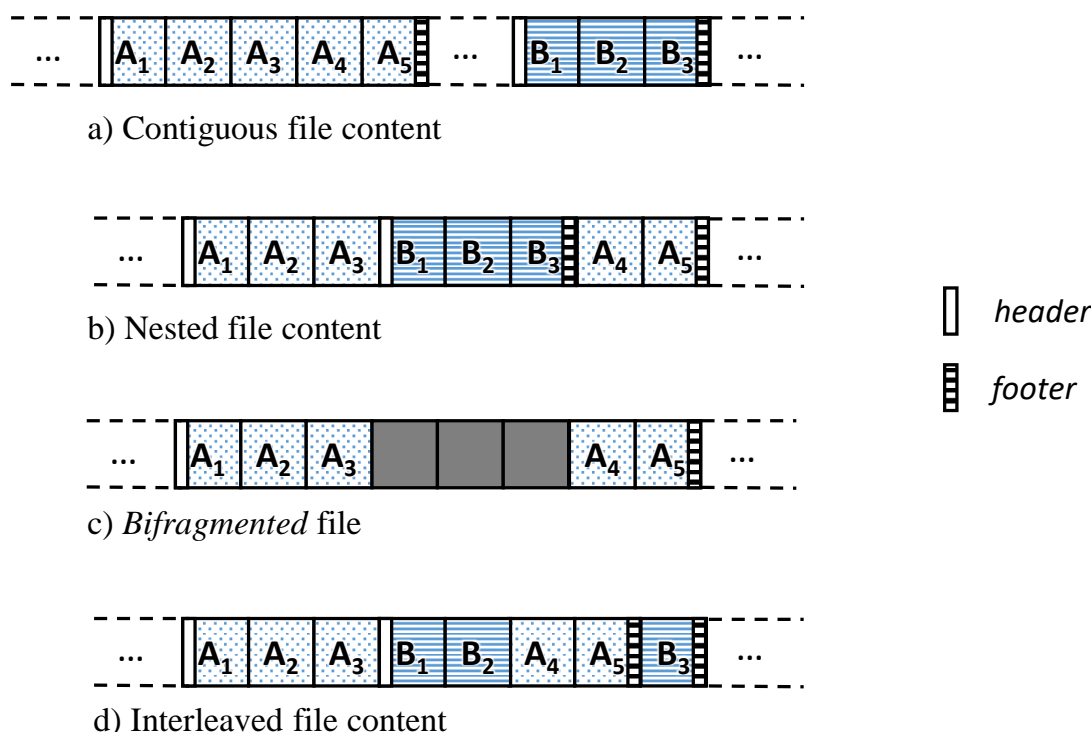 ... A₁ A₂ A₃ A₄ A₅ ... B₁ B₂ B₃ ...
a) Contiguous file content
... A₁ A₂ A₃ B₁ B₂ B₃ A₄ A₅ ...
b) Nested file content
header
footer
... A₁ A₂ A₃ A₄ A₅ ...
c) Bifragmented file
... A₁ A₂ A₃ B₁ B₂ A₄ A₅ B₃ ...
d) Interleaved file content